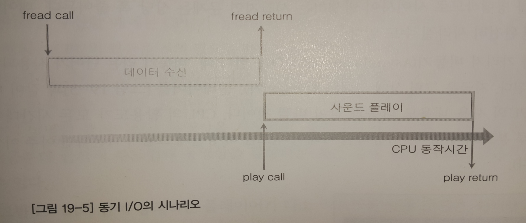 fread call
fread return
데이터 수신
사운드 플레이
CPU 동작시간
play call
play return
[그림 19-5] 동기 I/O의 시나리오